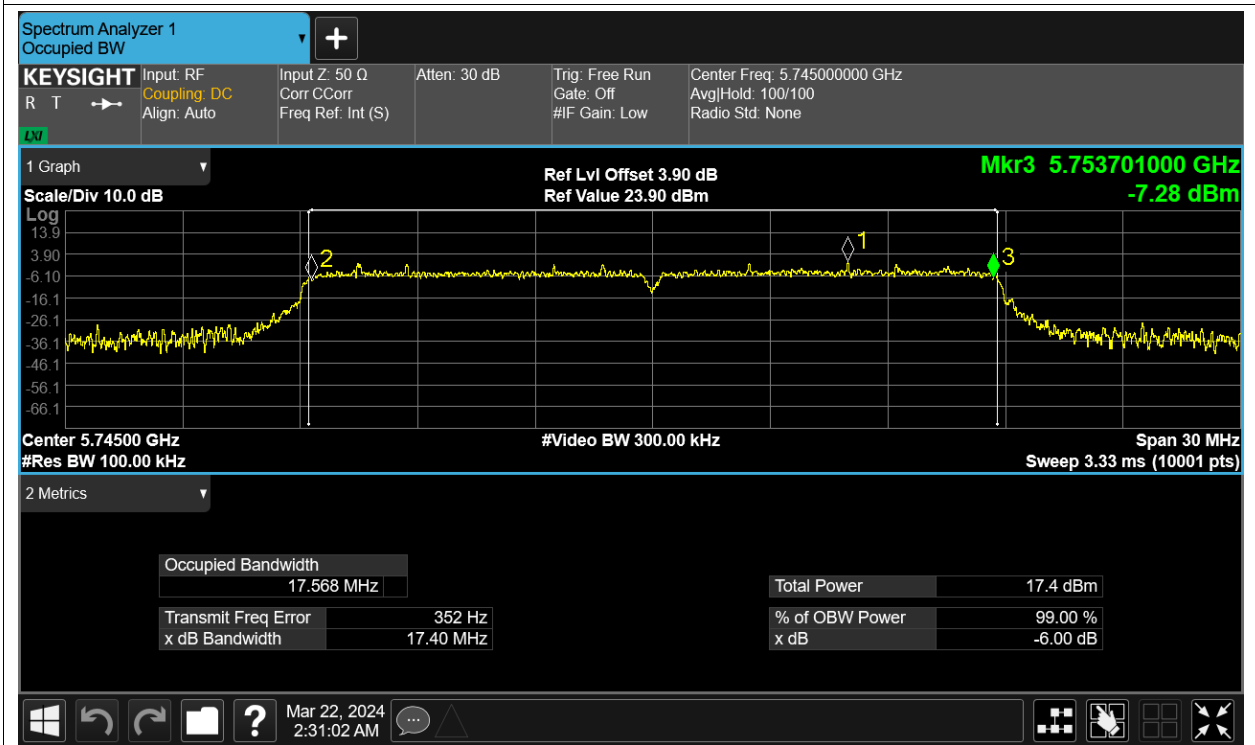 Spectrum Analyzer 1
Occupied BW
KEYSIGHT
R T
LXI
Input: RF
Coupling: DC
Align: Auto
Input Z: 50 Ω
Corr CCorr
Freq Ref: Int (S)
Atten: 30 dB
Trig: Free Run
Gate: Off
#IF Gain: Low
Center Freq: 5.745000000 GHz
Avg|Hold: 100/100
Radio Std: None
1 Graph
Scale/Div 10.0 dB
Ref Lvl Offset 3.90 dB
Ref Value 23.90 dBm
Mkr3 5.753701000 GHz
-7.28 dBm
Log
13.9
3.90
-6.10
-16.1
-26.1
-36.1
-46.1
-56.1
-66.1
2
1
3
Center 5.74500 GHz
#Video BW 300.00 kHz
Span 30 MHz
#Res BW 100.00 kHz
Sweep 3.33 ms (10001 pts)
2 Metrics
Occupied Bandwidth
17.568 MHz
Transmit Freq Error 352 Hz
x dB Bandwidth 17.40 MHz
Total Power 17.4 dBm
% of OBW Power 99.00 %
x dB -6.00 dB
?
Mar 22, 2024
2:31:02 AM